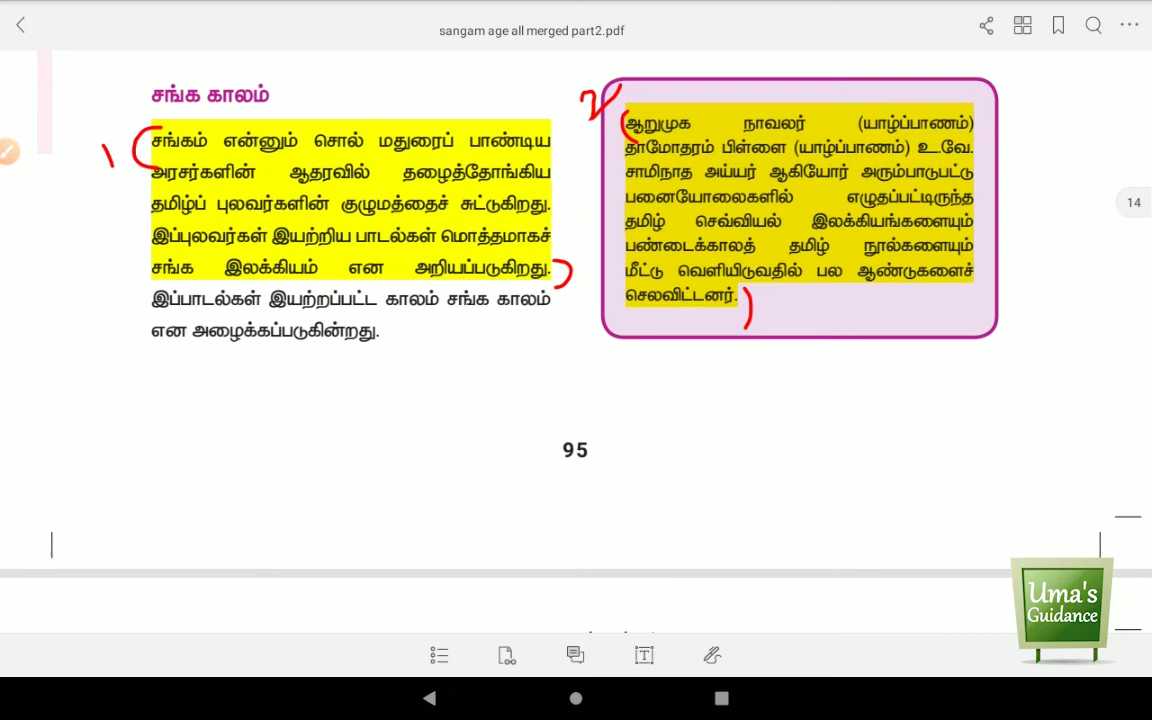 sangam age all merged part2.pdf
சங்க காலம்
சங்கம் என்னும் சொல் மதுரைப் பாண்டிய
அரசர்களின் ஆதரவில் தழைத்தோங்கிய
தமிழ்ப் புலவர்களின் குழுமத்தைச் சுட்டுகிறது.
இப்புலவர்கள் இயற்றிய பாடல்கள் மொத்தமாகச்
சங்க இலக்கியம் என அறியப்படுகிறது.
இப்பாடல்கள் இயற்றப்பட்ட காலம் சங்க காலம்
என அழைக்கப்படுகின்றது.
1
2
ஆறுமுக நாவலர் (யாழ்ப்பாணம்)
தாமோதரம் பிள்ளை (யாழ்ப்பாணம்) உ.வே.
சாமிநாத அய்யர் ஆகியோர் அரும்பாடுபட்டு
பனையோலைகளில் எழுதப்பட்டிருந்த
தமிழ் செவ்வியல் இலக்கியங்களையும்
பண்டைக்காலத் தமிழ் நூல்களையும்
மீட்டு வெளியிடுவதில் பல ஆண்டுகளைச்
செலவிட்டனர்.
14
95
Uma's
Guidance